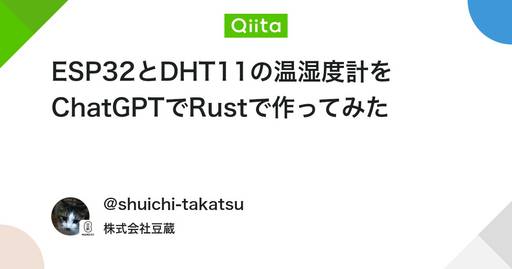 Qiita
ESP32とDHT11の温湿度計を
ChatGPTでRustで作ってみた
@shuichi-takatsu
株式会社豆蔵